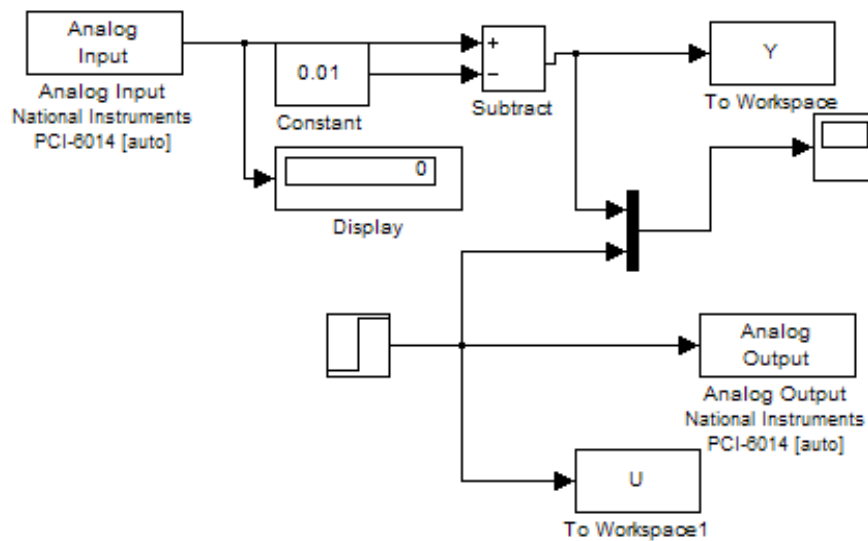 Analog
Input
Analog Input
National Instruments
PCI-6014 [auto]
0.01
Constant
+
−
Subtract
Y
To Workspace
0
Display
Analog
Output
Analog Output
National Instruments
PCI-6014 [auto]
U
To Workspace1